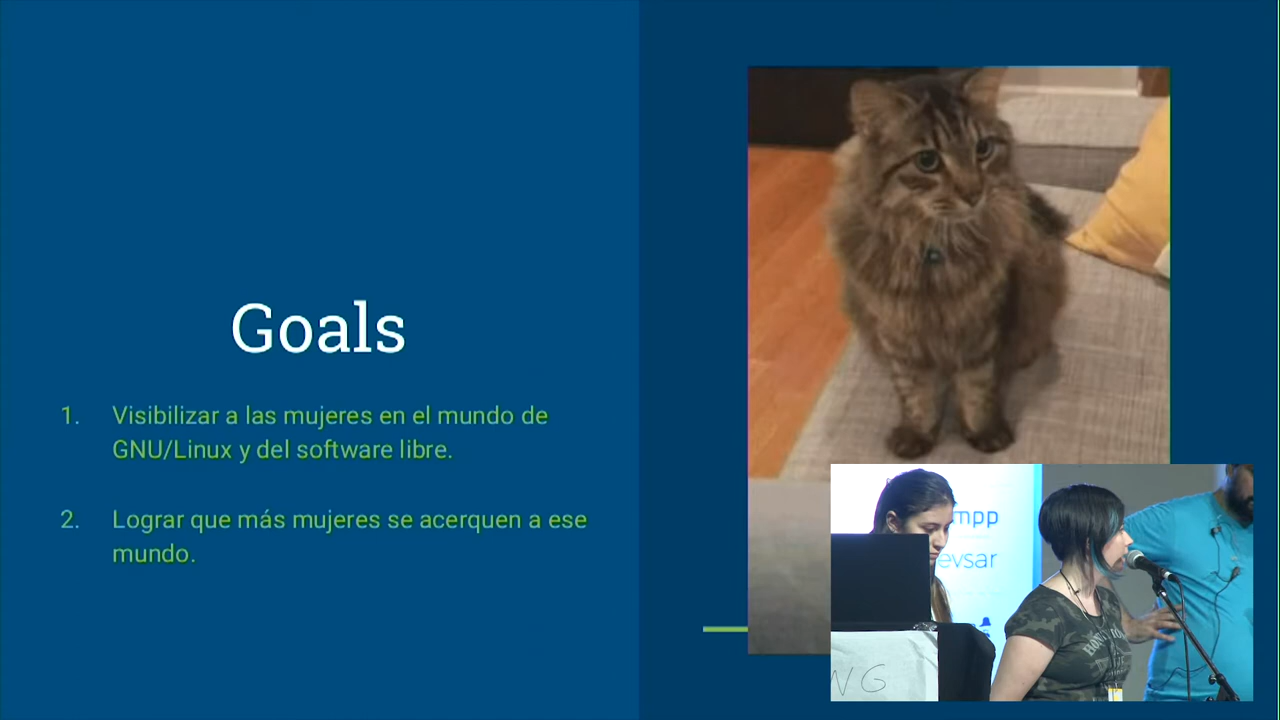 Goals
1. Visibilizar a las mujeres en el mundo de
GNU/Linux y del software libre.
2. Lograr que más mujeres se acerquen a ese
mundo.
mpp
evsar
NG